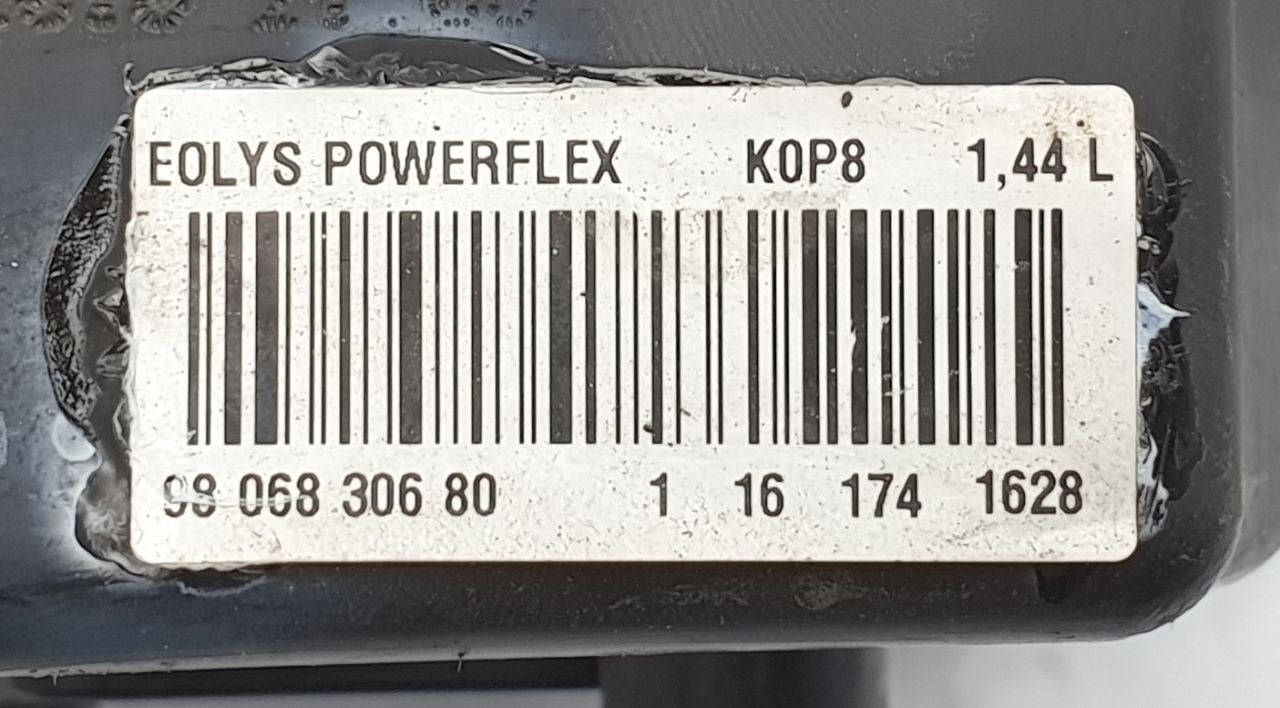 EOLYS POWERFLEX K0P8 1,44 L
98 068 306 80 1 16 174 1628